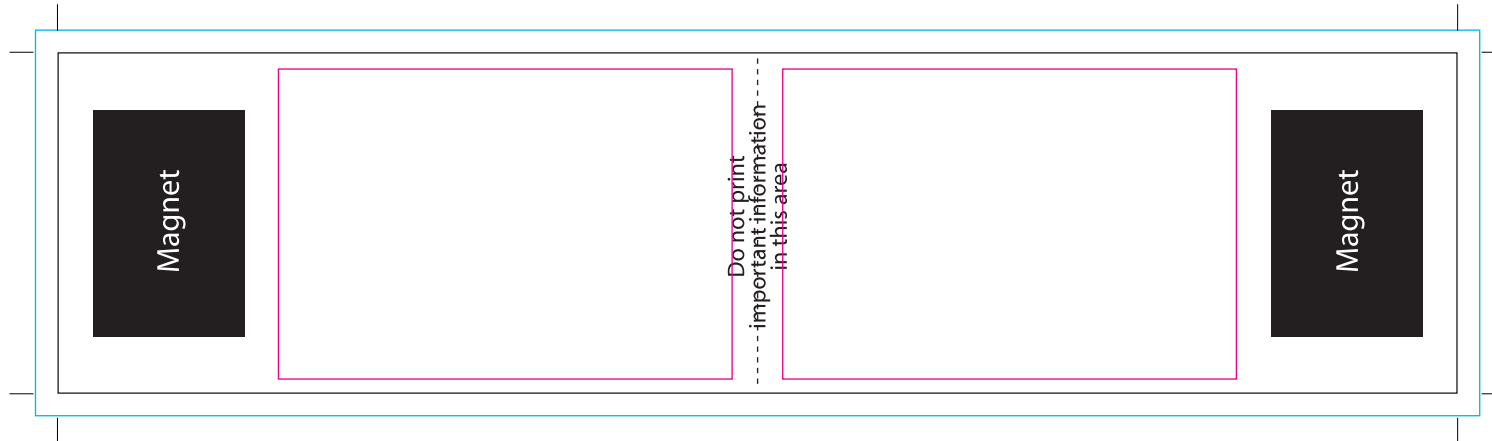 Magnet
Do not print
important information
in this area
Magnet